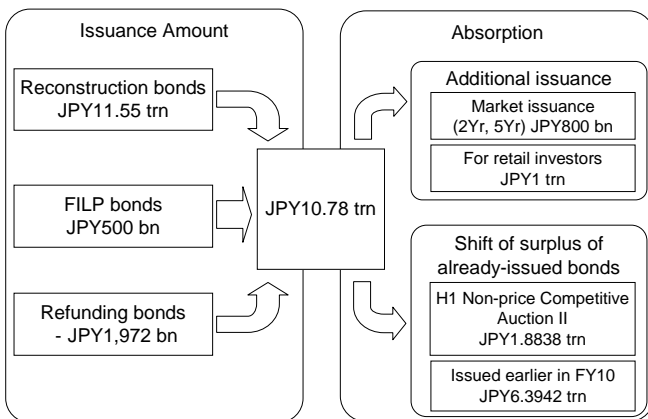 Issuance Amount
Reconstruction bonds
JPY11.55 trn
FILP bonds
JPY500 bn
Refunding bonds
- JPY1,972 bn
JPY10.78 trn
Absorption
Additional issuance
Market issuance
(2Yr, 5Yr) JPY800 bn
For retail investors
JPY1 trn
Shift of surplus of
already-issued bonds
H1 Non-price Competitive
Auction II
JPY1.8838 trn
Issued earlier in FY10
JPY6.3942 trn